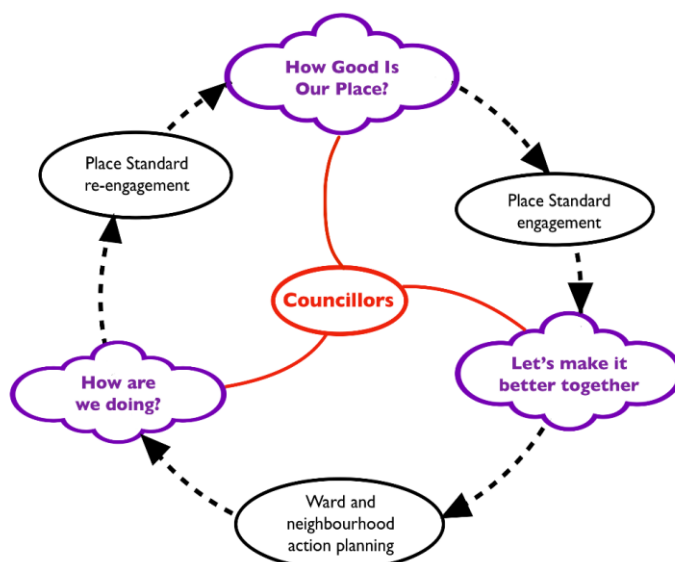 How Good Is
Our Place?
Place Standard
re-engagement
Place Standard
engagement
Councillors
How are
we doing?
Let's make it
better together
Ward and
neighbourhood
action planning